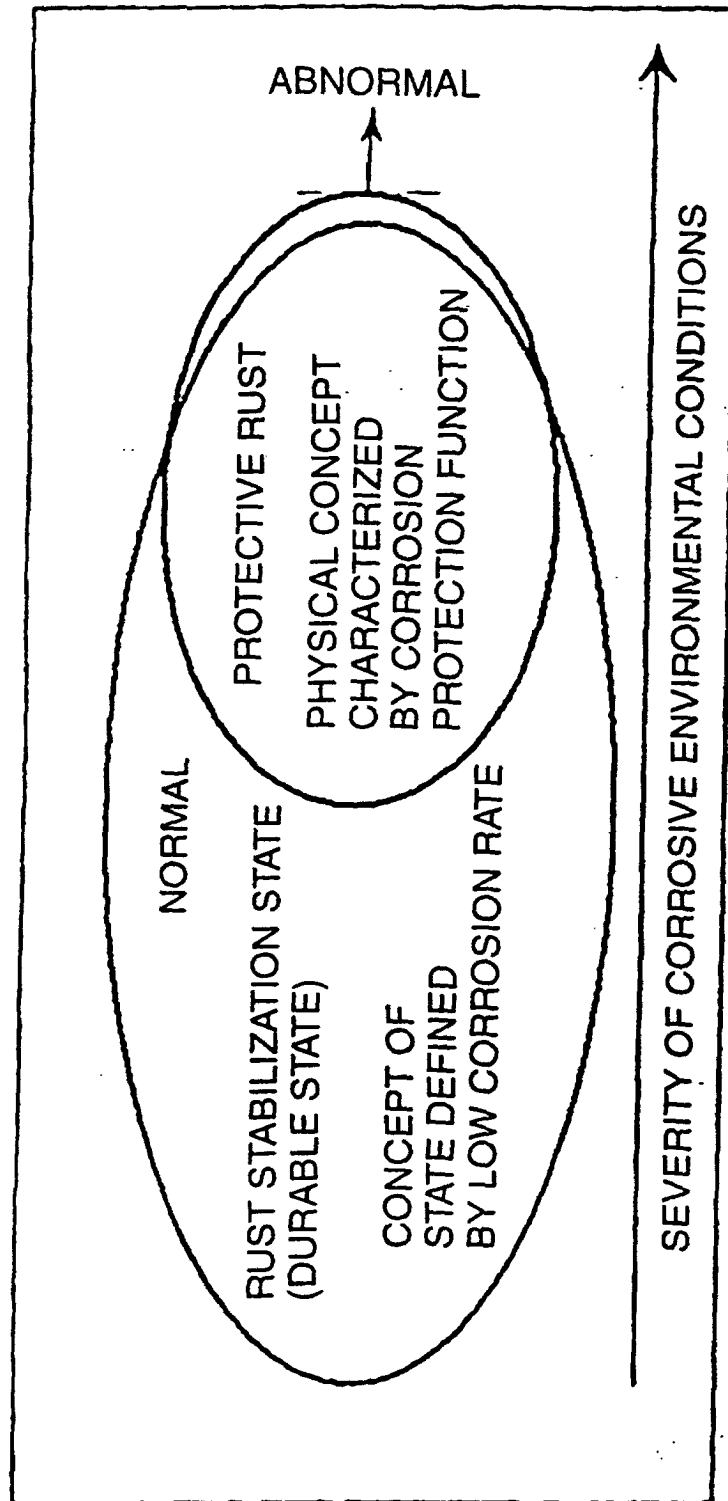 ABNORMAL
NORMAL
RUST STABILIZATION STATE
(DURABLE STATE)
CONCEPT OF
STATE DEFINED
BY LOW CORROSION RATE
PROTECTIVE RUST
PHYSICAL CONCEPT
CHARACTERIZED
BY CORROSION
PROTECTION FUNCTION
SEVERITY OF CORROSIVE ENVIRONMENTAL CONDITIONS